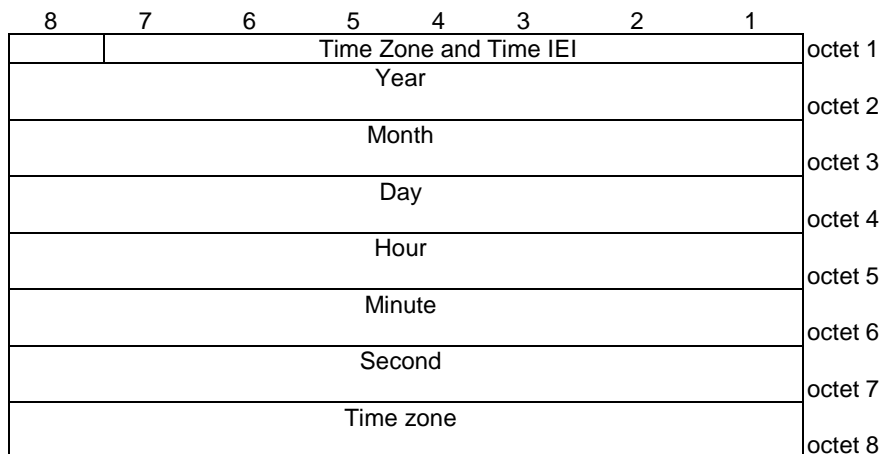 8 7 6 5 4 3 2 1
Time Zone and Time IEI octet 1
Year
octet 2
Month
octet 3
Day
octet 4
Hour
octet 5
Minute
octet 6
Second
octet 7
Time zone
octet 8